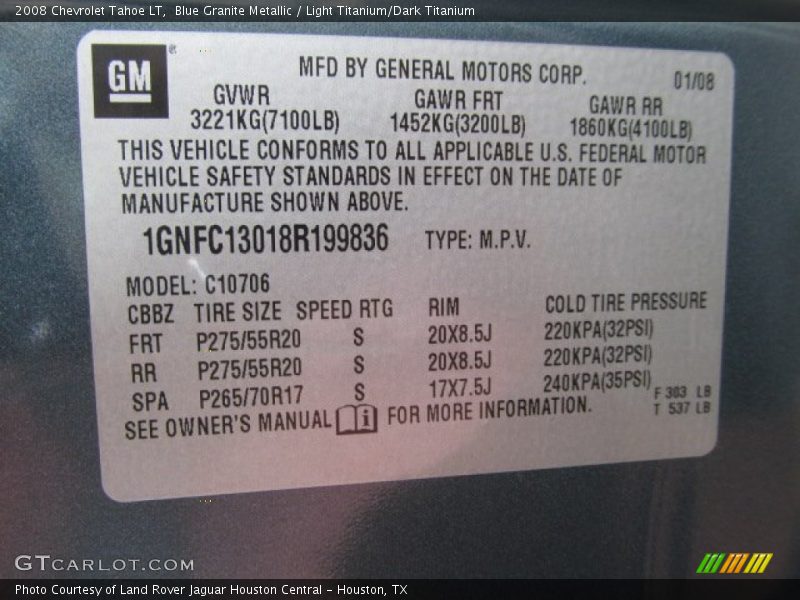 2008 Chevrolet Tahoe LT,  Blue Granite Metallic / Light Titanium/Dark Titanium
GM ®
MFD BY GENERAL MOTORS CORP. 01/08
GVWR GAWR FRT GAWR RR
3221KG(7100LB) 1452KG(3200LB) 1860KG(4100LB)
THIS VEHICLE CONFORMS TO ALL APPLICABLE U.S. FEDERAL MOTOR
VEHICLE SAFETY STANDARDS IN EFFECT ON THE DATE OF
MANUFACTURE SHOWN ABOVE.
1GNFC13018R199836 TYPE: M.P.V.
MODEL: C10706
CBBZ TIRE SIZE SPEED RTG RIM COLD TIRE PRESSURE
FRT P275/55R20 S 20X8.5J 220KPA(32PSI)
RR P275/55R20 S 20X8.5J 220KPA(32PSI)
SPA P265/70R17 S 17X7.5J 240KPA(35PSI)
F 303 LB
T 537 LB
SEE OWNER'S MANUAL i FOR MORE INFORMATION.
GTCARLOT.COM
Photo Courtesy of Land Rover Jaguar Houston Central - Houston, TX